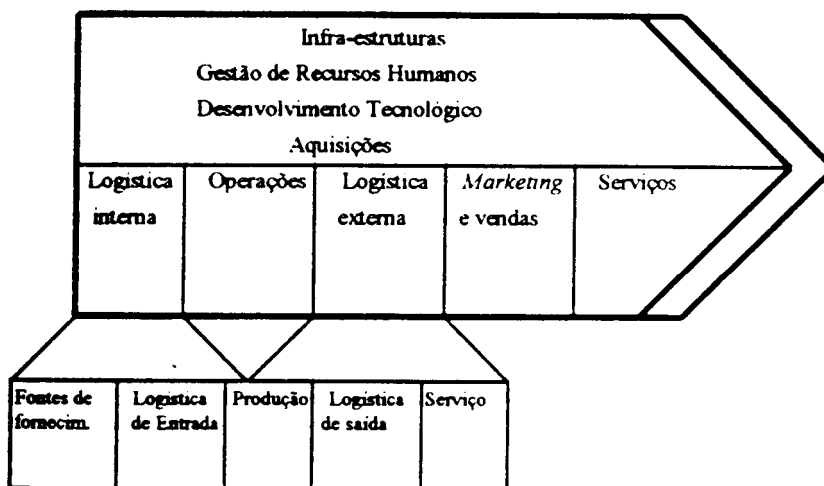 Infra-estruturas
Gestão de Recursos Humanos
Desenvolvimento Tecnológico
Aquisições
Logística
interna
Operações
Logística
externa
Marketing
e vendas
Serviços
Fontes de
fornecim.
Logística
de Entrada
Produção
Logística
de saída
Serviço